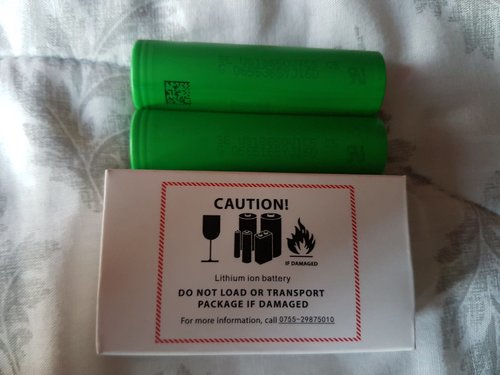 CAUTION!
IF DAMAGED
Lithium ion battery
DO NOT LOAD OR TRANSPORT
PACKAGE IF DAMAGED
For more information, call 0755-29875010